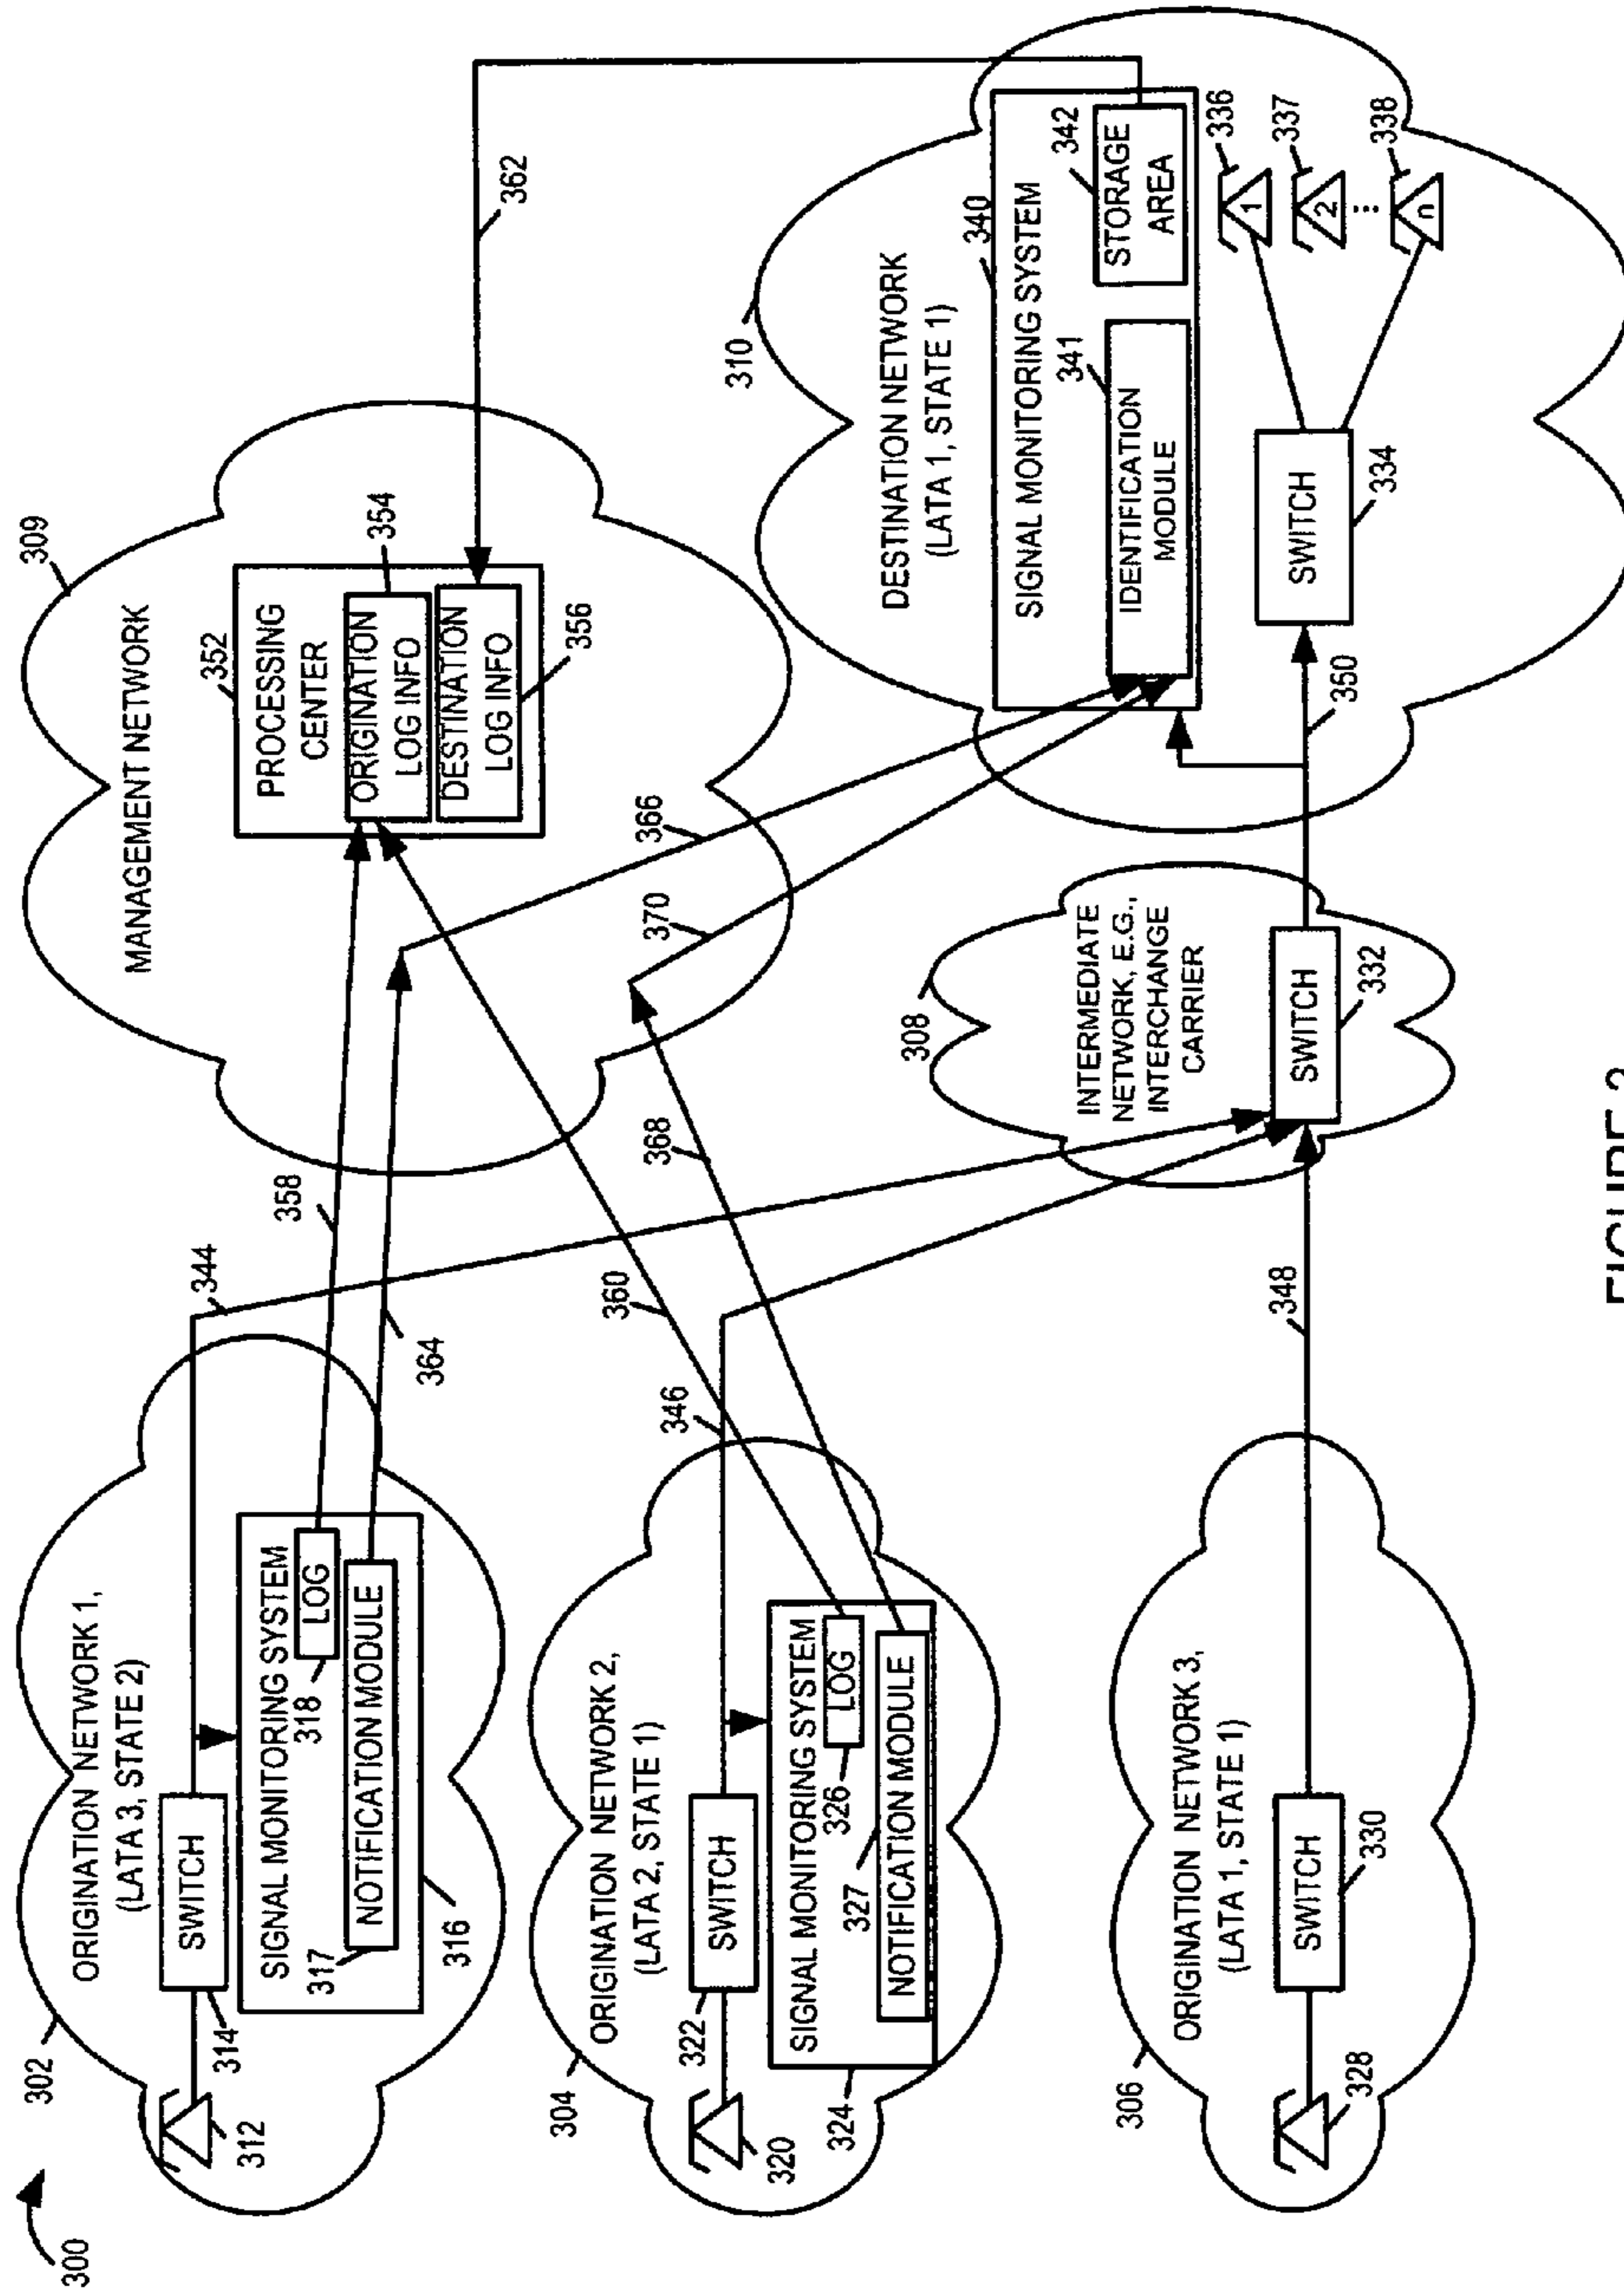 300
302
ORIGINATION NETWORK 1,
(LATA 3, STATE 2)
312
314
SWITCH
344
SIGNAL MONITORING SYSTEM
318
LOG
317
NOTIFICATION MODULE
316
358
364
309
MANAGEMENT NETWORK
352
PROCESSING
CENTER
ORIGINATION
LOG INFO
354
DESTINATION
LOG INFO
356
362
366
370
304
ORIGINATION NETWORK 2,
(LATA 2, STATE 1)
320
322
SWITCH
346
360
368
SIGNAL MONITORING SYSTEM
326
LOG
327
NOTIFICATION MODULE
324
310
DESTINATION NETWORK
(LATA 1, STATE 1)
340
SIGNAL MONITORING SYSTEM
341
IDENTIFICATION
MODULE
342
STORAGE
AREA
308
INTERMEDIATE
NETWORK, E.G.,
INTERCHANGE
CARRIER
SWITCH
332
350
SWITCH
334
1
336
2
337
n
338
306
ORIGINATION NETWORK 3,
(LATA 1, STATE 1)
328
SWITCH
330
348